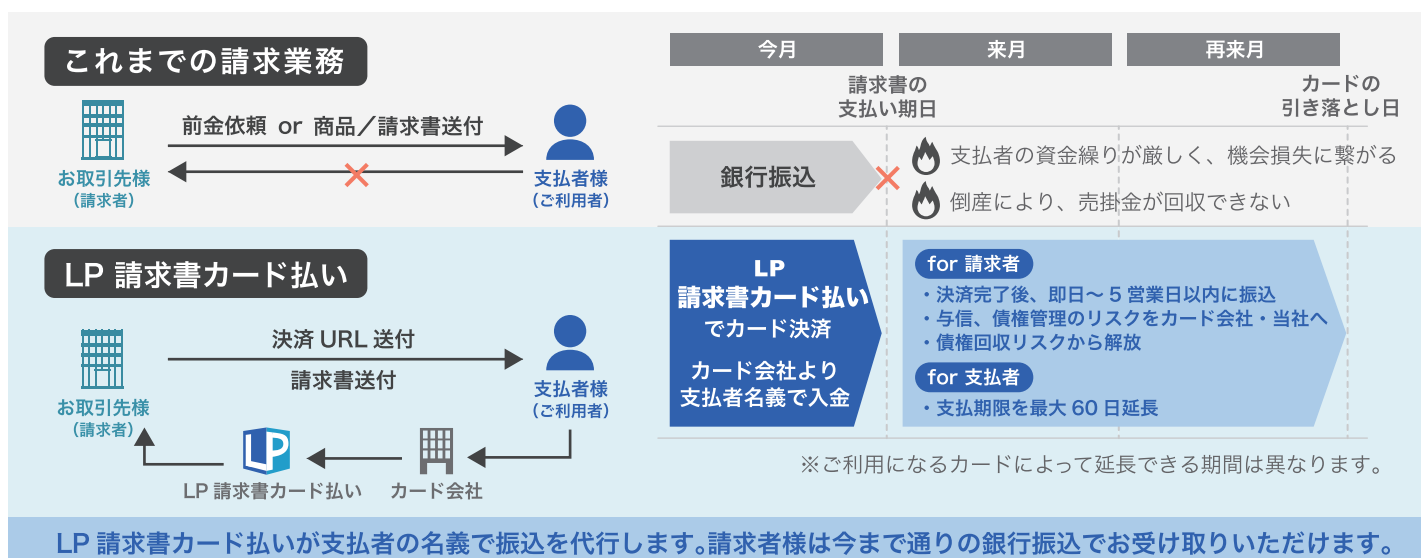 これまでの請求業務
前金依頼 or 商品／請求書送付
お取引先様
(請求者)
支払者様
(ご利用者)
今月
来月
再来月
請求書の
支払い期日
カードの
引き落とし日
銀行振込
支払者の資金繰りが厳しく、機会損失に繋がる
倒産により、売掛金が回収できない
LP 請求書カード払い
決済 URL 送付
請求書送付
お取引先様
(請求者)
支払者様
(ご利用者)
LP
LP 請求書カード払い
カード会社
LP
請求書カード払い
でカード決済
カード会社より
支払者名義で入金
for 請求者
・決済完了後、即日〜 5 営業日以内に振込
・与信、債権管理のリスクをカード会社・当社へ
・債権回収リスクから解放
for 支払者
・支払期限を最大 60 日延長
※ご利用になるカードによって延長できる期間は異なります。
LP 請求書カード払いが支払者の名義で振込を代行します。請求者様は今まで通りの銀行振込でお受け取りいただけます。